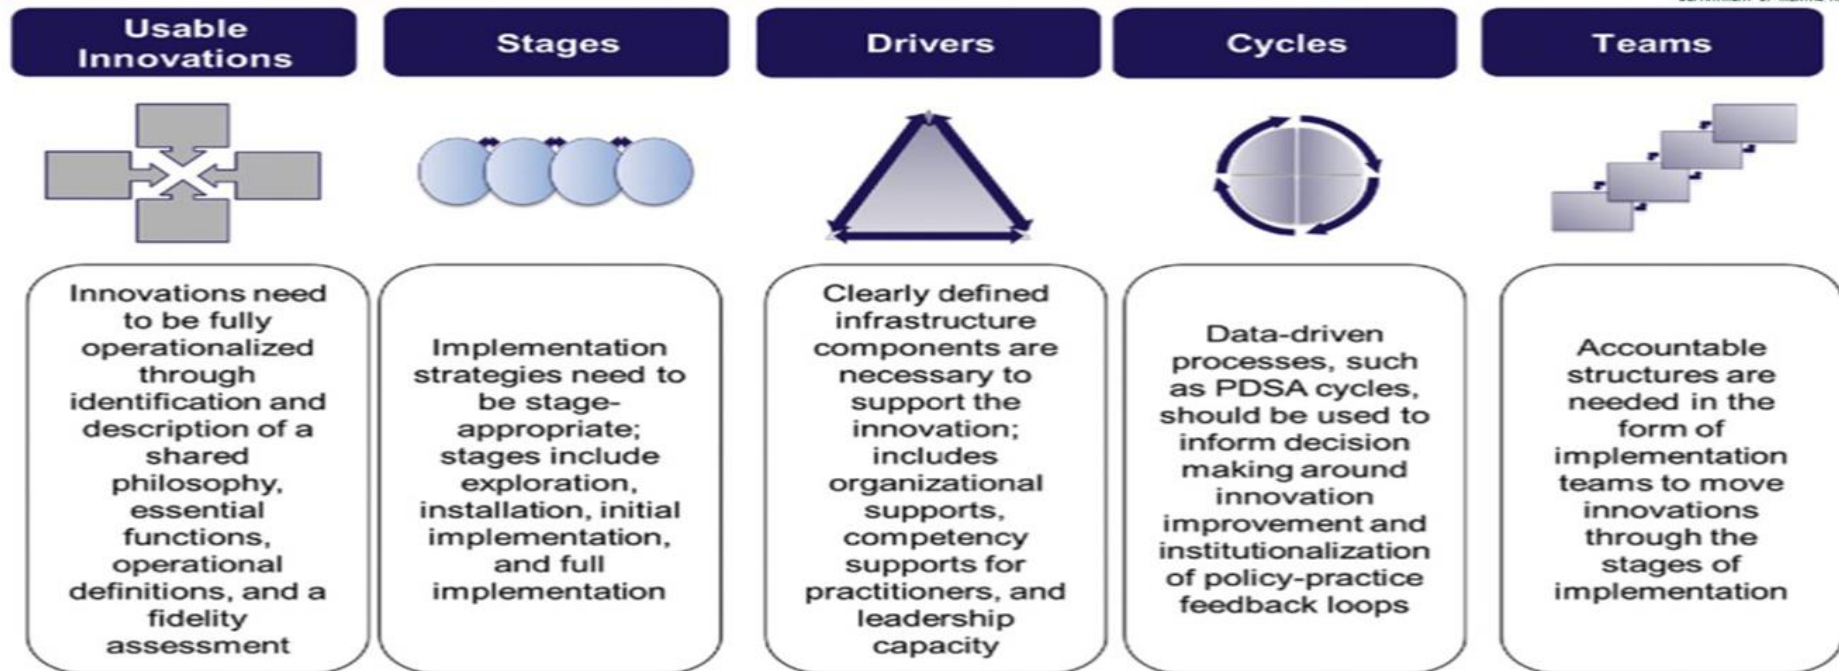 Usable
Innovations
Stages
Drivers
Cycles
Teams
Innovations need
to be fully
operationalized
through
identification and
description of a
shared
philosophy,
essential
functions,
operational
definitions, and a
fidelity
assessment
Implementation
strategies need to
be stage-
appropriate;
stages include
exploration,
installation, initial
implementation,
and full
implementation
Clearly defined
infrastructure
components are
necessary to
support the
innovation;
includes
organizational
supports,
competency
supports for
practitioners, and
leadership
capacity
Data-driven
processes, such
as PDSA cycles,
should be used to
inform decision
making around
innovation
improvement and
institutionalization
of policy-practice
feedback loops
Accountable
structures are
needed in the
form of
implementation
teams to move
innovations
through the
stages of
implementation